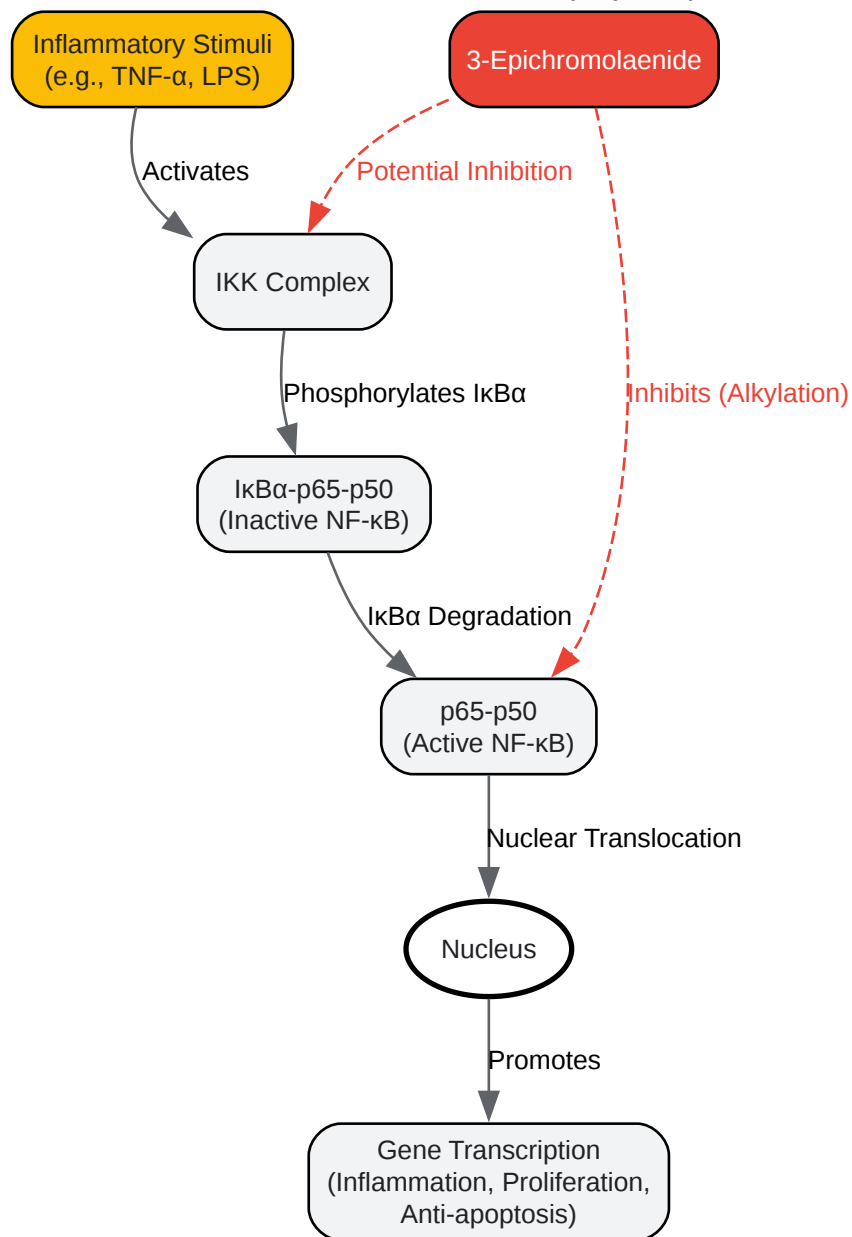 Inflammatory Stimuli
(e.g., TNF-α, LPS)
3-Epichromolaenide
Activates
Potential Inhibition
IKK Complex
Phosphorylates IκBα
Inhibits (Alkylation)
IκBα-p65-p50
(Inactive NF-κB)
IκBα Degradation
p65-p50
(Active NF-κB)
Nuclear Translocation
Nucleus
Promotes
Gene Transcription
(Inflammation, Proliferation,
Anti-apoptosis)